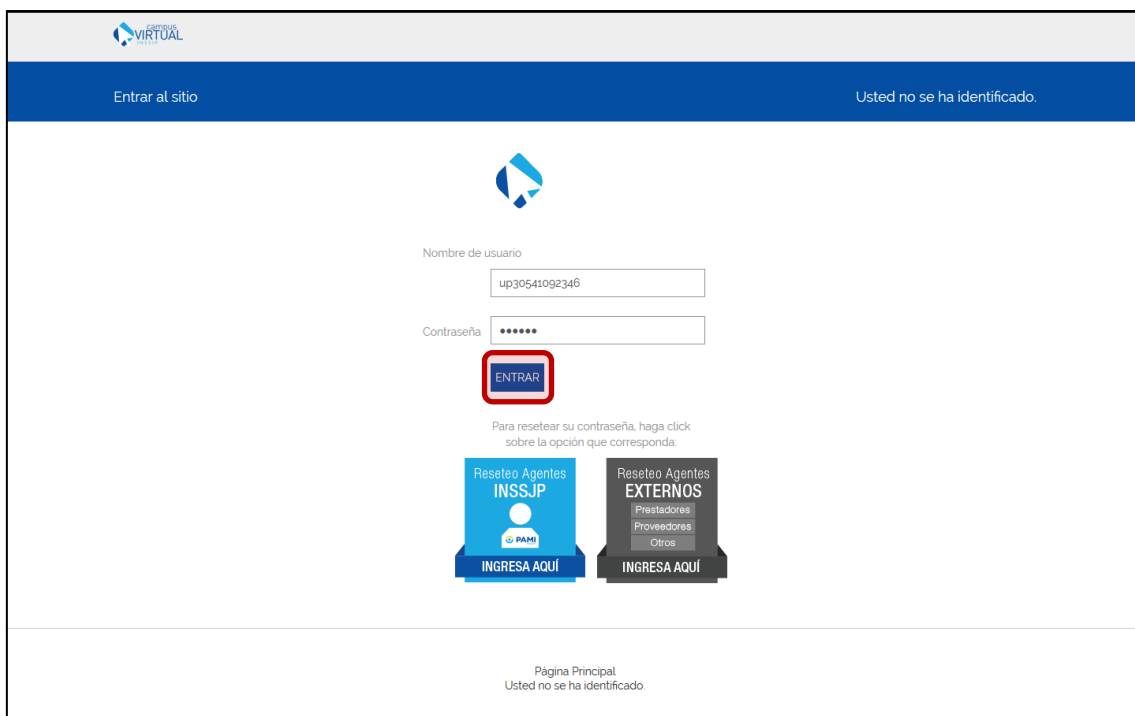 campus
VIRTUAL
INSSJP
Entrar al sitio
Usted no se ha identificado.
Nombre de usuario
up30541092346
Contraseña ••••••
ENTRAR
Para resetear su contraseña, haga click
sobre la opción que corresponda:
Reseteo Agentes
INSSJP
PAMI
INGRESA AQUÍ
Reseteo Agentes
EXTERNOS
Prestadores
Proveedores
Otros
INGRESA AQUÍ
Página Principal
Usted no se ha identificado.